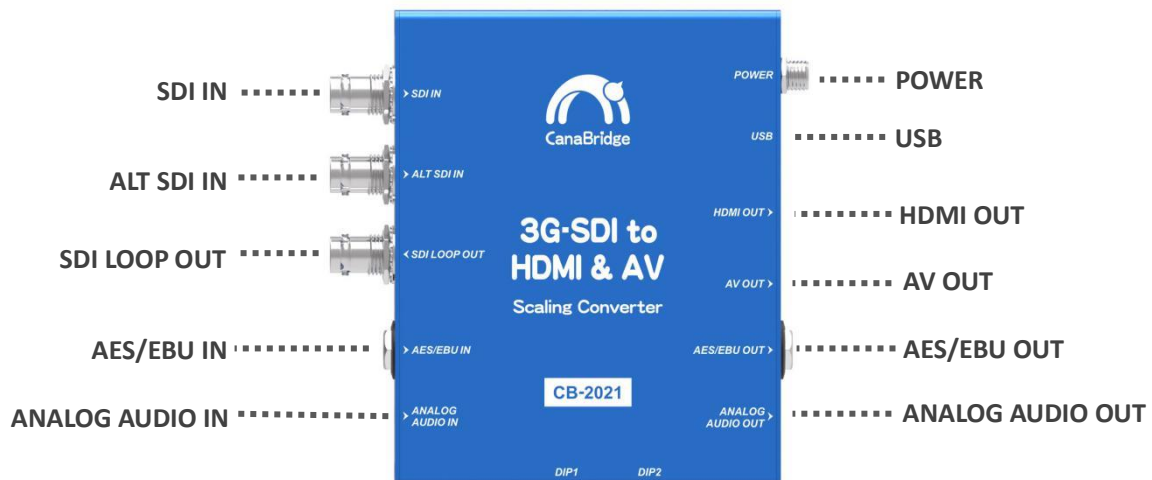 SDI IN
ALT SDI IN
SDI LOOP OUT
AES/EBU IN
ANALOG AUDIO IN
SDI IN
ALT SDI IN
SDI LOOP OUT
AES/EBU IN
ANALOG
AUDIO IN
CanaBridge
3G-SDI to
HDMI & AV
Scaling Converter
CB-2021
DIP1
DIP2
POWER
USB
HDMI OUT
AV OUT
AES/EBU OUT
ANALOG
AUDIO OUT
POWER
USB
HDMI OUT
AV OUT
AES/EBU OUT
ANALOG AUDIO OUT